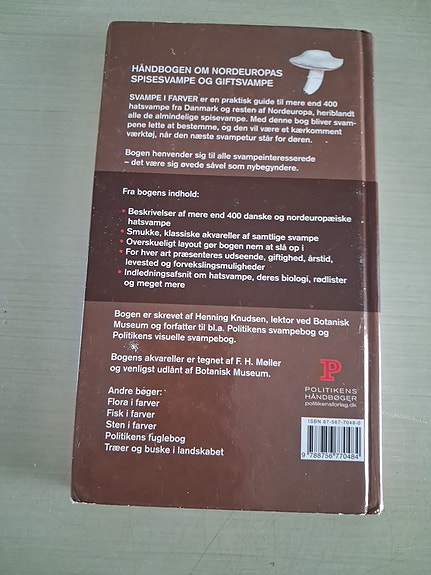 HÅNDBOGEN OM NORDEUROPAS
SPISESVAMPE OG GIFTSVAMPE
SVAMPE I FARVER er en praktisk guide til mere end 400
hatsvampe fra Danmark og resten af Nordeuropa, heriblandt
alle de almindelige spisesvampe. Med denne bog bliver svam-
pene lette at bestemme, og den vil være et kærkomment
værktøj, når den næste svampetur står for døren.
Bogen henvender sig til alle svampeinteresserede
– det være sig øvede såvel som nybegyndere.
Fra bogens indhold:
• Beskrivelser af mere end 400 danske og nordeuropæiske
hatsvampe
• Smukke, klassiske akvareller af samtlige svampe
• Overskueligt layout gør bogen nem at slå op i
• For hver art præsenteres udseende, giftighed, årstid,
levested og forvekslingsmuligheder
• Indledningsafsnit om hatsvampe, deres biologi, rødlister
og meget mere
Bogen er skrevet af Henning Knudsen, lektor ved Botanisk
Museum og forfatter til bl.a. Politikens svampebog og
Politikens visuelle svampebog.
Bogens akvareller er tegnet af F. H. Møller
og venligst udlånt af Botanisk Museum.
Andre bøger:
Flora i farver
Fisk i farver
Sten i farver
Politikens fuglebog
Træer og buske i landskabet
P
POLITIKENS
HÅNDBØGER
politikensforlag.dk
ISBN 87-567-7048-0
9 788756 770484